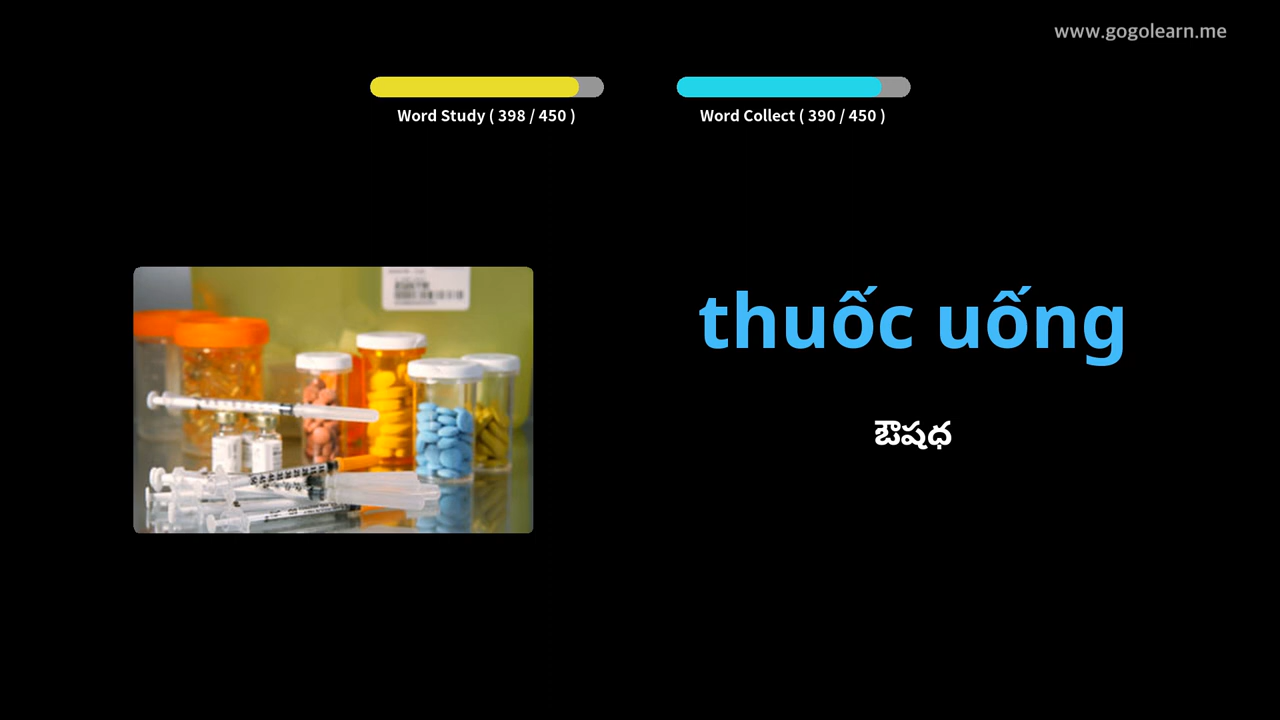 www.gogolearn.me
Word Study ( 398 / 450 )
Word Collect ( 390 / 450 )
thuốc uống
ఔషధ